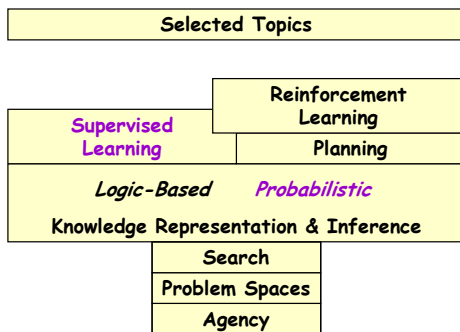 Selected Topics
Reinforcement
Learning
Supervised
Learning
Planning
Logic-Based Probabilistic
Knowledge Representation & Inference
Search
Problem Spaces
Agency